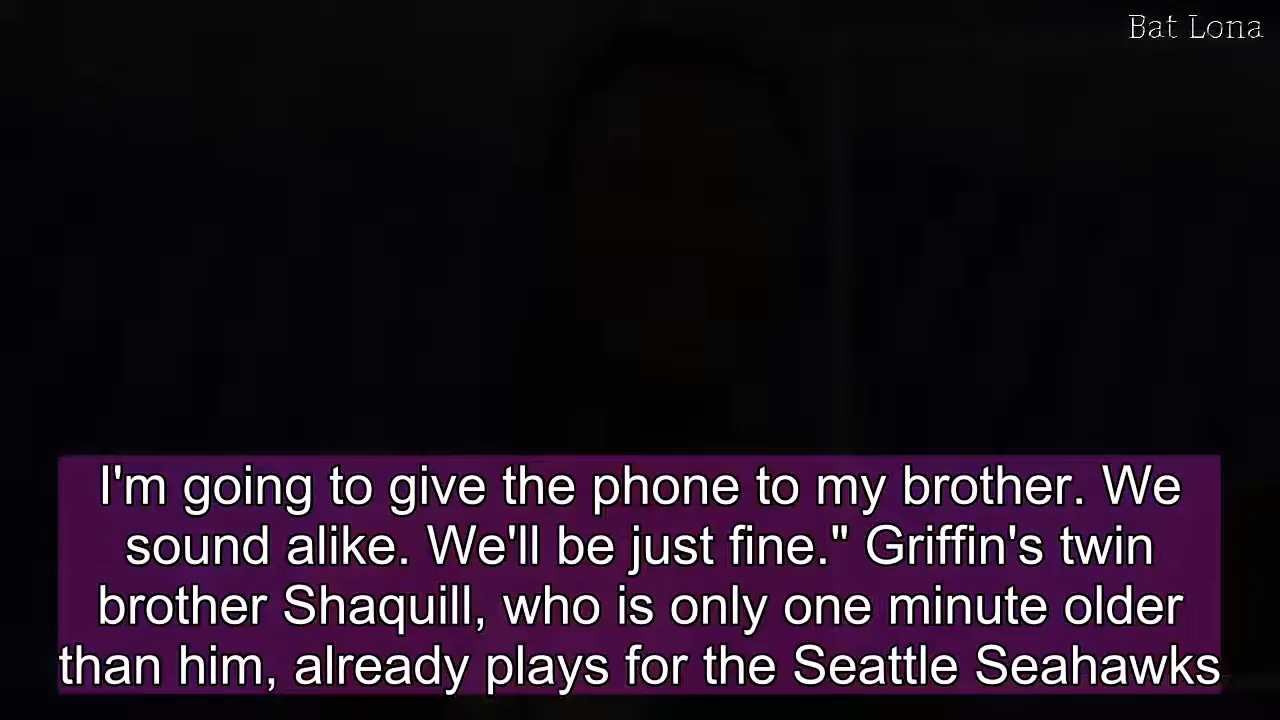 Bat Lona
I'm going to give the phone to my brother. We
sound alike. We'll be just fine." Griffin's twin
brother Shaquill, who is only one minute older
than him, already plays for the Seattle Seahawks